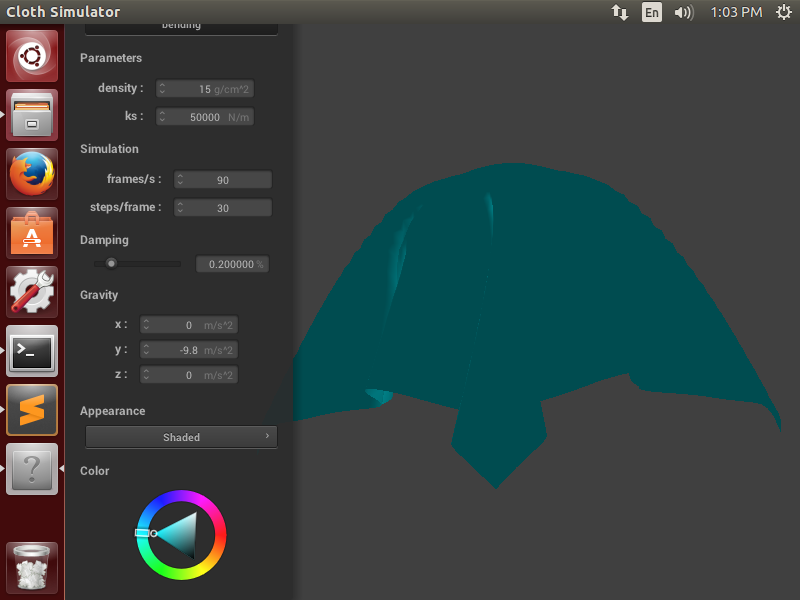 Cloth Simulator
En
1:03 PM
bending
Parameters
density : 15 g/cm^2
ks : 50000 N/m
Simulation
frames/s : 90
steps/frame : 30
Damping
0.200000 %
Gravity
x : 0 m/s^2
y : -9.8 m/s^2
z : 0 m/s^2
Appearance
Shaded
Color